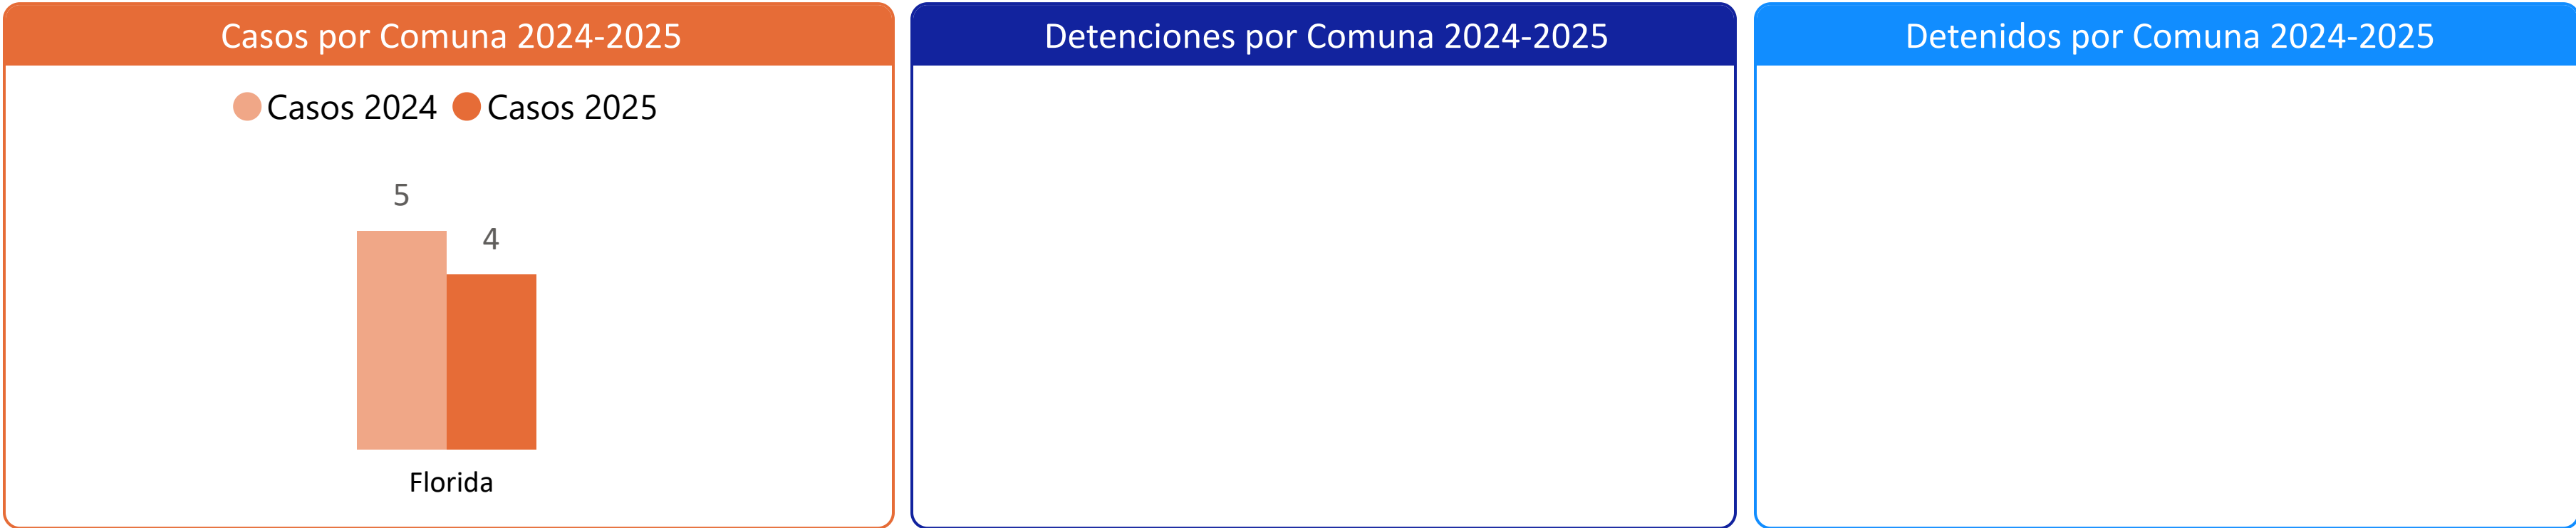 Casos por Comuna 2024-2025
Casos 2024 Casos 2025
5
4
Florida
Detenciones por Comuna 2024-2025
Detenidos por Comuna 2024-2025